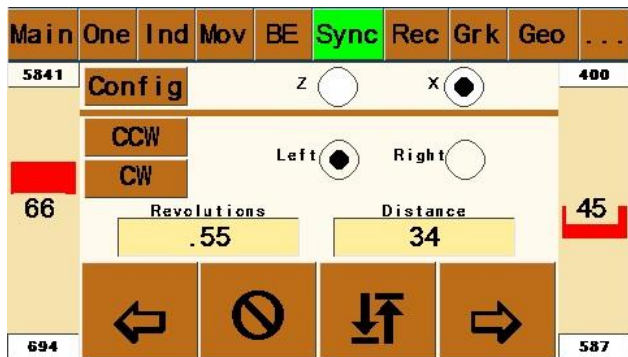 Main One Ind Mov BE Sync Rec Grk Geo ...
5841 Config Z X 400
CCW
Left Right
CW
66 45
Revolutions Distance
.55 34
694 587